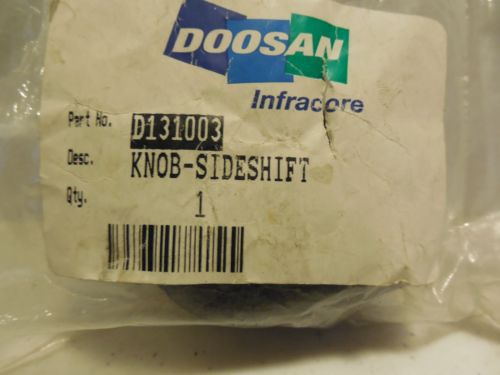 DOOSAN
Infracore
Part No. D131003
Desc. KNOB-SIDESHIFT
Qty. 1